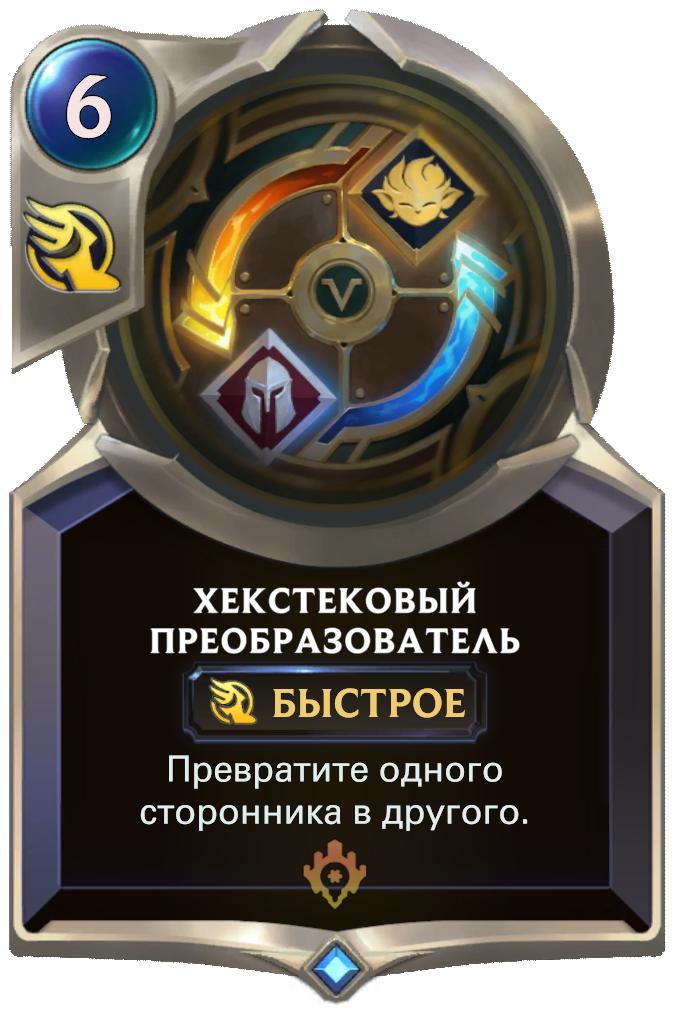 6
V
ХЕКСТЕКОВЫЙ
ПРЕОБРАЗОВАТЕЛЬ
БЫСТРОЕ
Превратите одного
сторонника в другого.